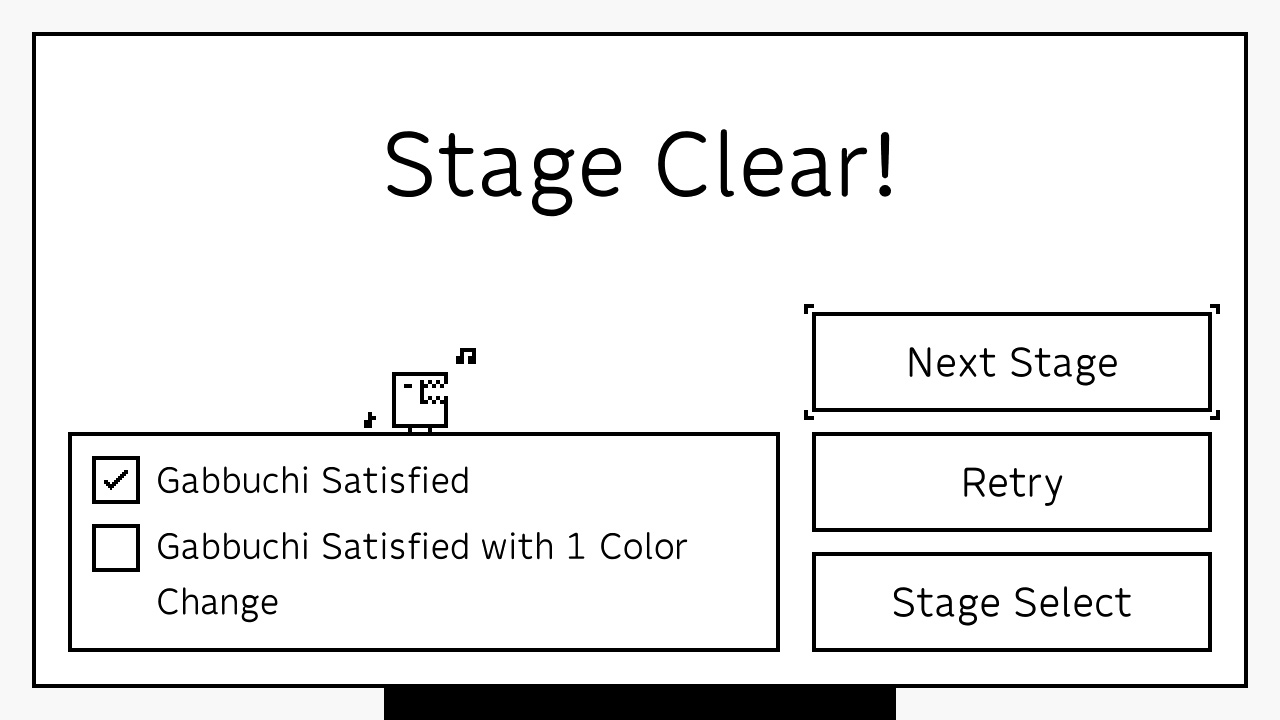 Stage Clear!
Next Stage
Gabbuchi Satisfied
Retry
Gabbuchi Satisfied with 1 Color
Change
Stage Select